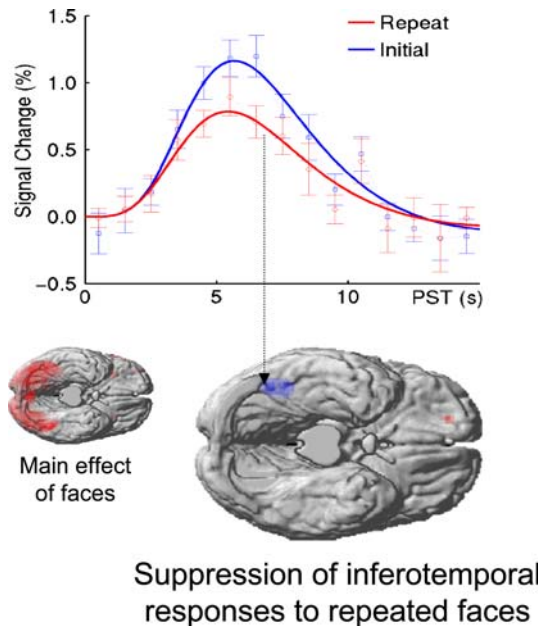 1.5
Repeat
Initial
1.0
Signal Change (%)
0.5
0.0
−0.5
0
5
10
PST (s)
Main effect
of faces
Suppression of inferotemporal
responses to repeated faces